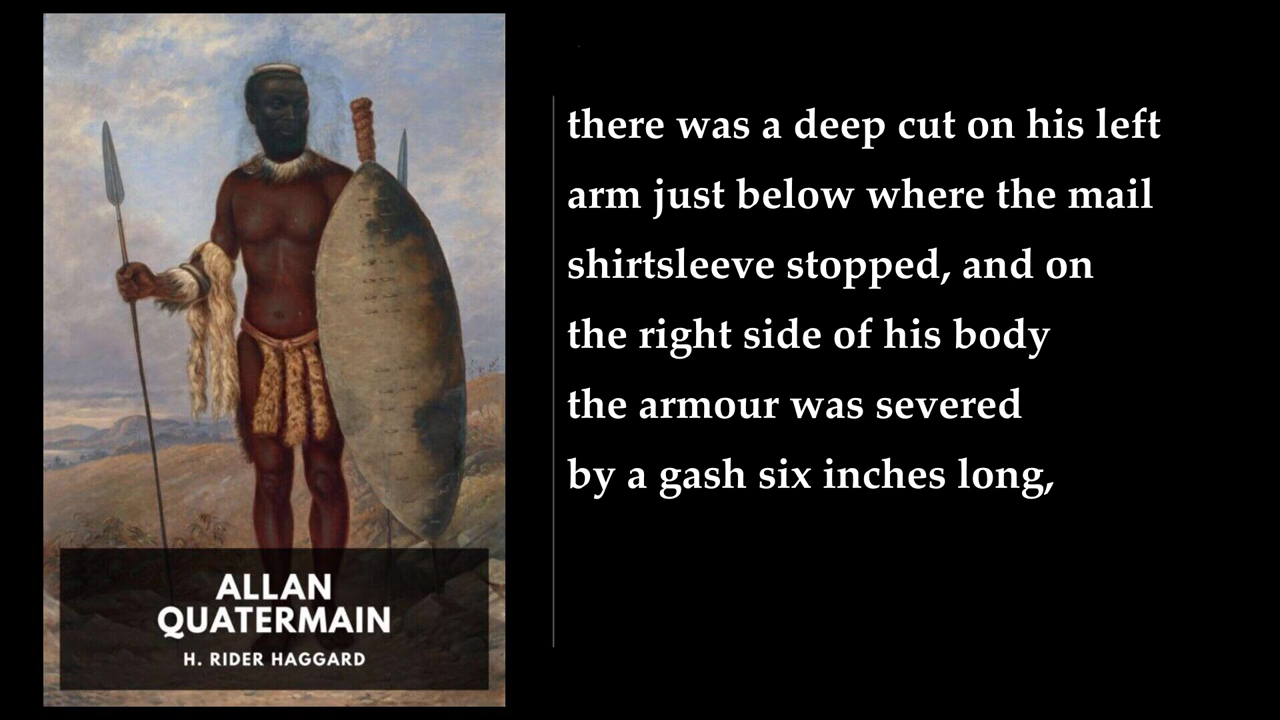 ALLAN
QUATERMAIN
H. RIDER HAGGARD
there was a deep cut on his left
arm just below where the mail
shirtsleeve stopped, and on
the right side of his body
the armour was severed
by a gash six inches long,